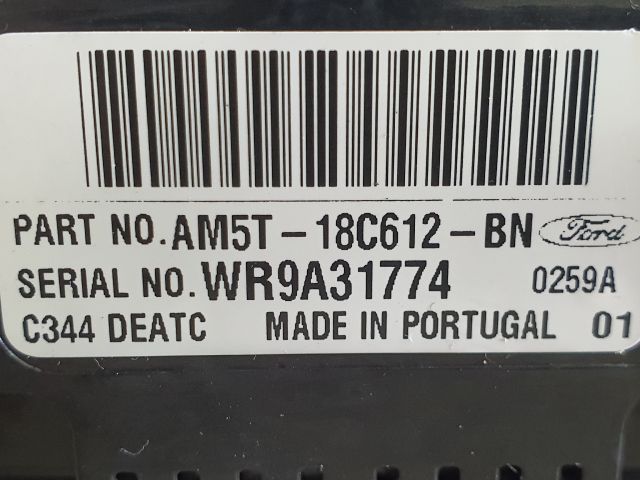 PART NO. AM5T-18C612-BN Ford
SERIAL NO. WR9A31774 0259A
C344 DEATC MADE IN PORTUGAL 01